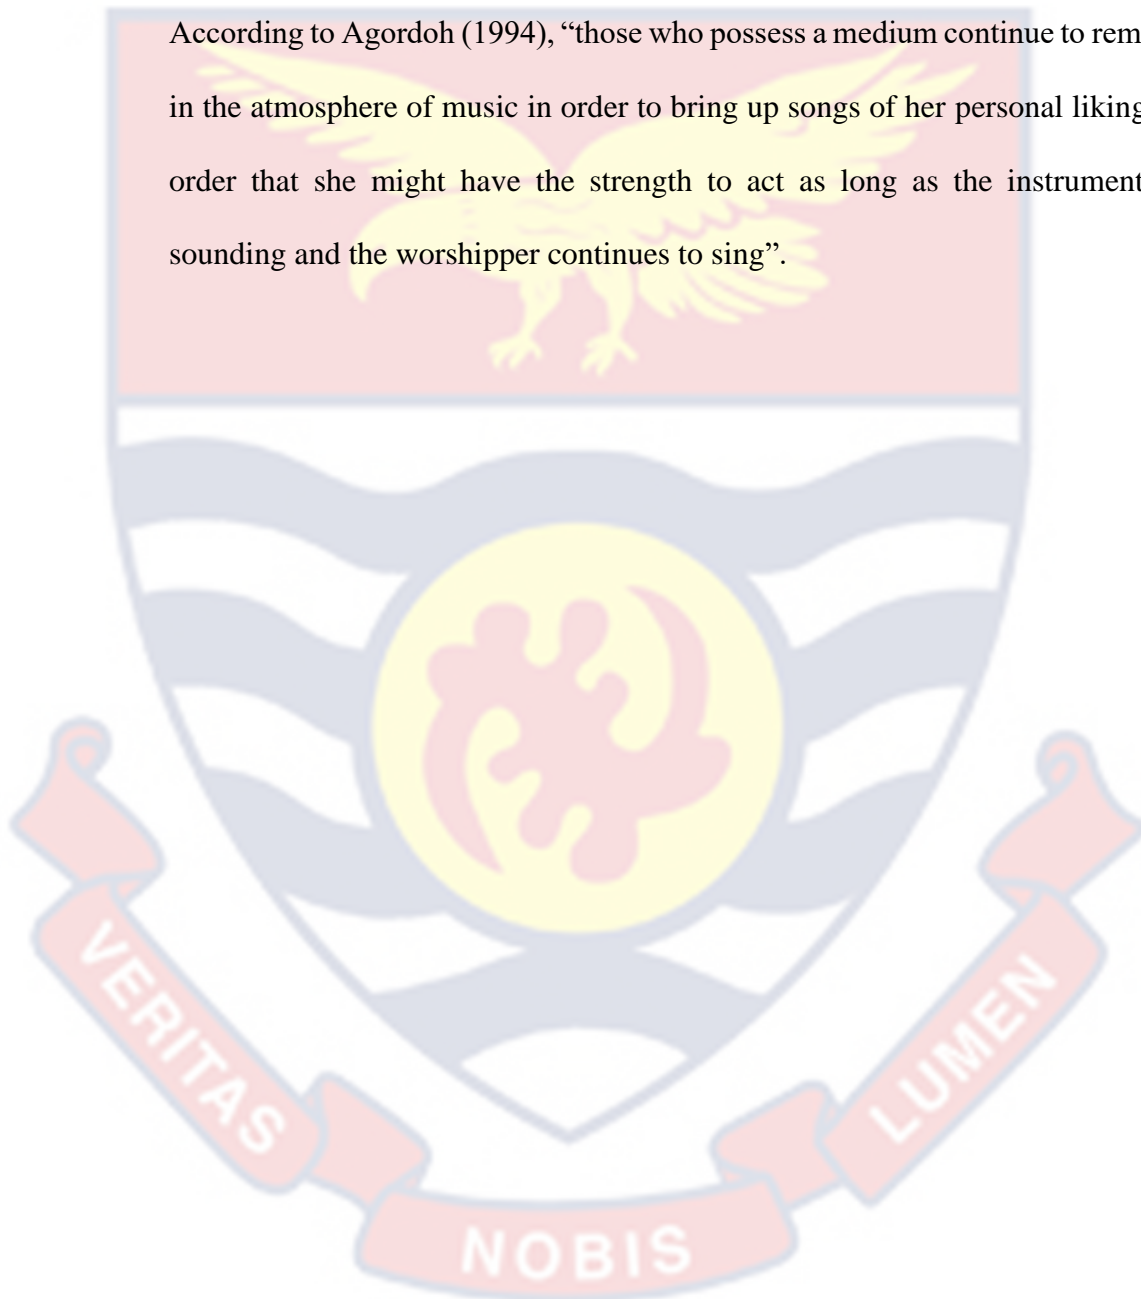 According to Agordoh (1994), “those who possess a medium continue to rem
in the atmosphere of music in order to bring up songs of her personal liking
order that she might have the strength to act as long as the instrument
sounding and the worshipper continues to sing”.
VERITAS
NOBIS
LUMEN